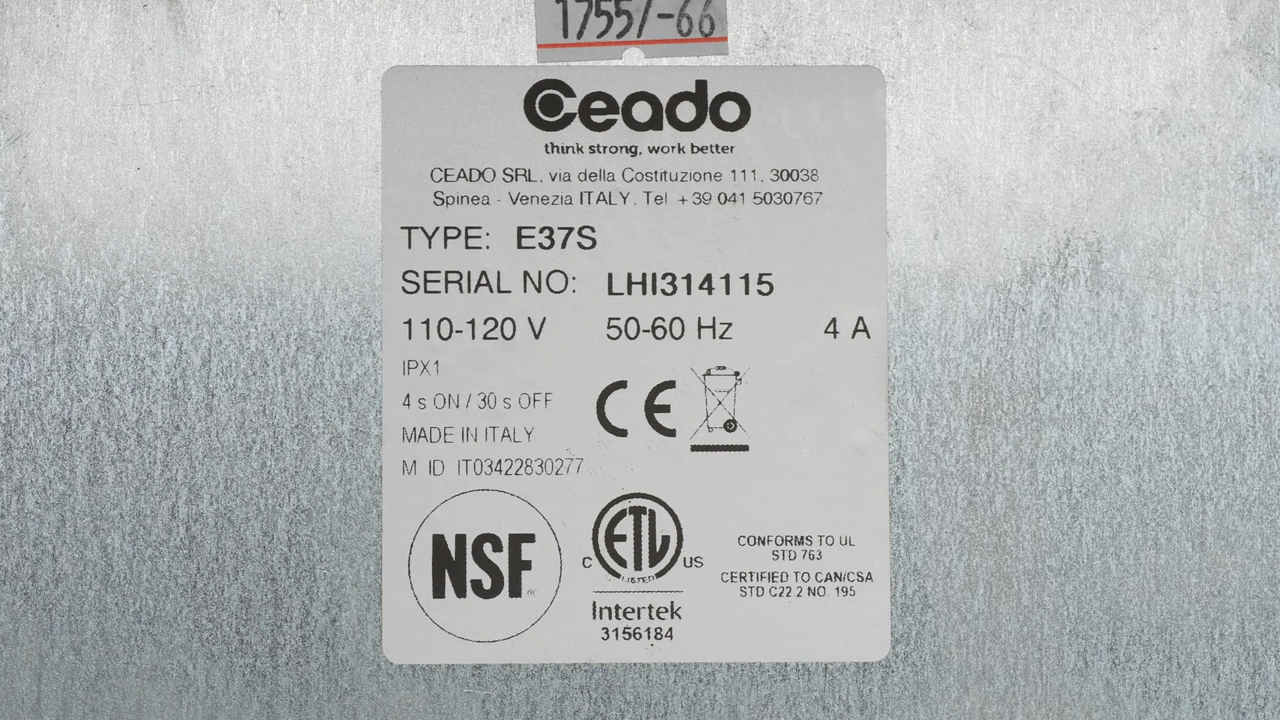 17557-66
Ceado
think strong, work better
CEADO SRL. via della Costituzione 111, 30038
Spinea - Venezia ITALY. Tel +39 041 5030767
TYPE: E37S
SERIAL NO: LHI314115
110-120 V 50-60 Hz 4 A
IPX1
4 s ON / 30 s OFF
CE
MADE IN ITALY
M ID IT03422830277
NSF®
ETL
C US
LISTED
Intertek
3156184
CONFORMS TO UL
STD 763
CERTIFIED TO CAN/CSA
STD C22.2 NO. 195